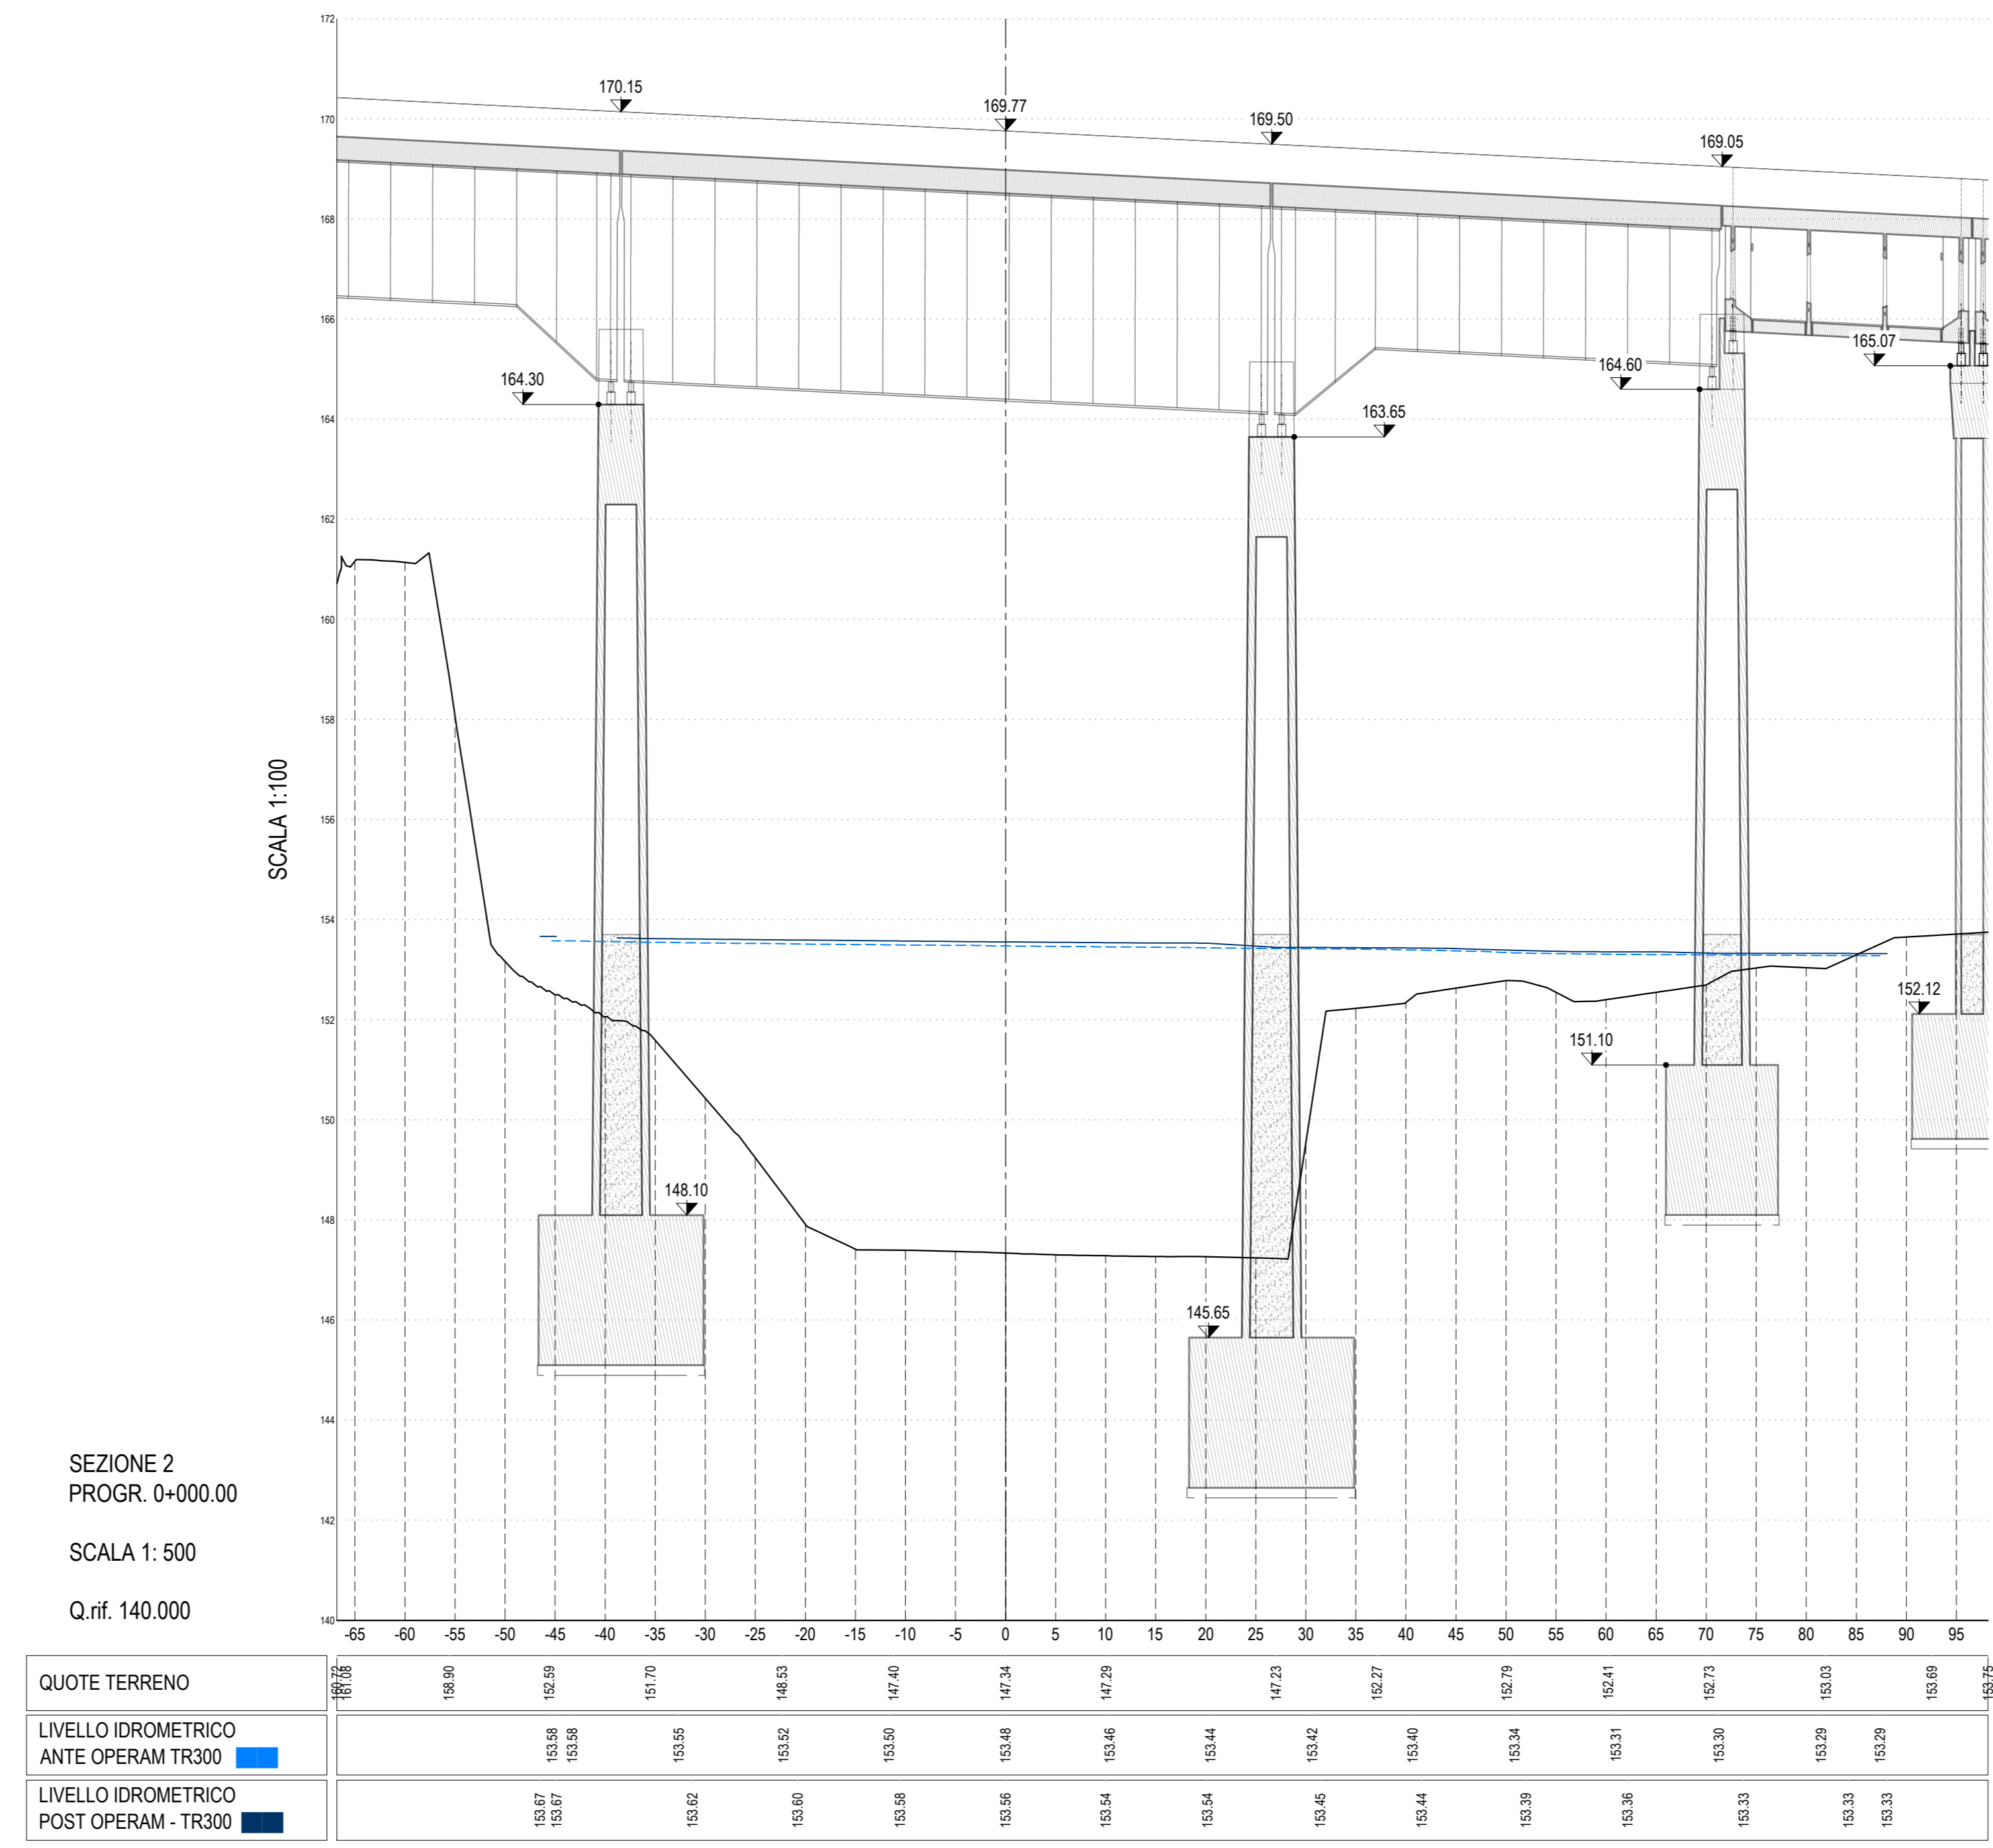 172
170
168
166
164
162
160
158
156
154
152
150
148
146
144
142
140
SCALA 1:100
170.15
169.77
169.50
169.05
164.30
163.65
164.60
165.07
148.10
145.65
151.10
152.12
SEZIONE 2
PROGR. 0+000.00
SCALA 1: 500
Q.rif. 140.000
-65 -60 -55 -50 -45 -40 -35 -30 -25 -20 -15 -10 -5 0 5 10 15 20 25 30 35 40 45 50 55 60 65 70 75 80 85 90 95
QUOTE TERRENO
160.72 161.08 158.90 152.59 151.70 148.53 147.40 147.34 147.29 147.23 152.27 152.79 152.41 152.73 153.03 153.69 153.75
LIVELLO IDROMETRICO
ANTE OPERAM TR300
153.58 153.58 153.55 153.52 153.50 153.48 153.46 153.44 153.42 153.40 153.34 153.31 153.30 153.29 153.29
LIVELLO IDROMETRICO
POST OPERAM - TR300
153.67 153.67 153.62 153.60 153.58 153.56 153.54 153.54 153.45 153.44 153.39 153.36 153.33 153.33 153.33